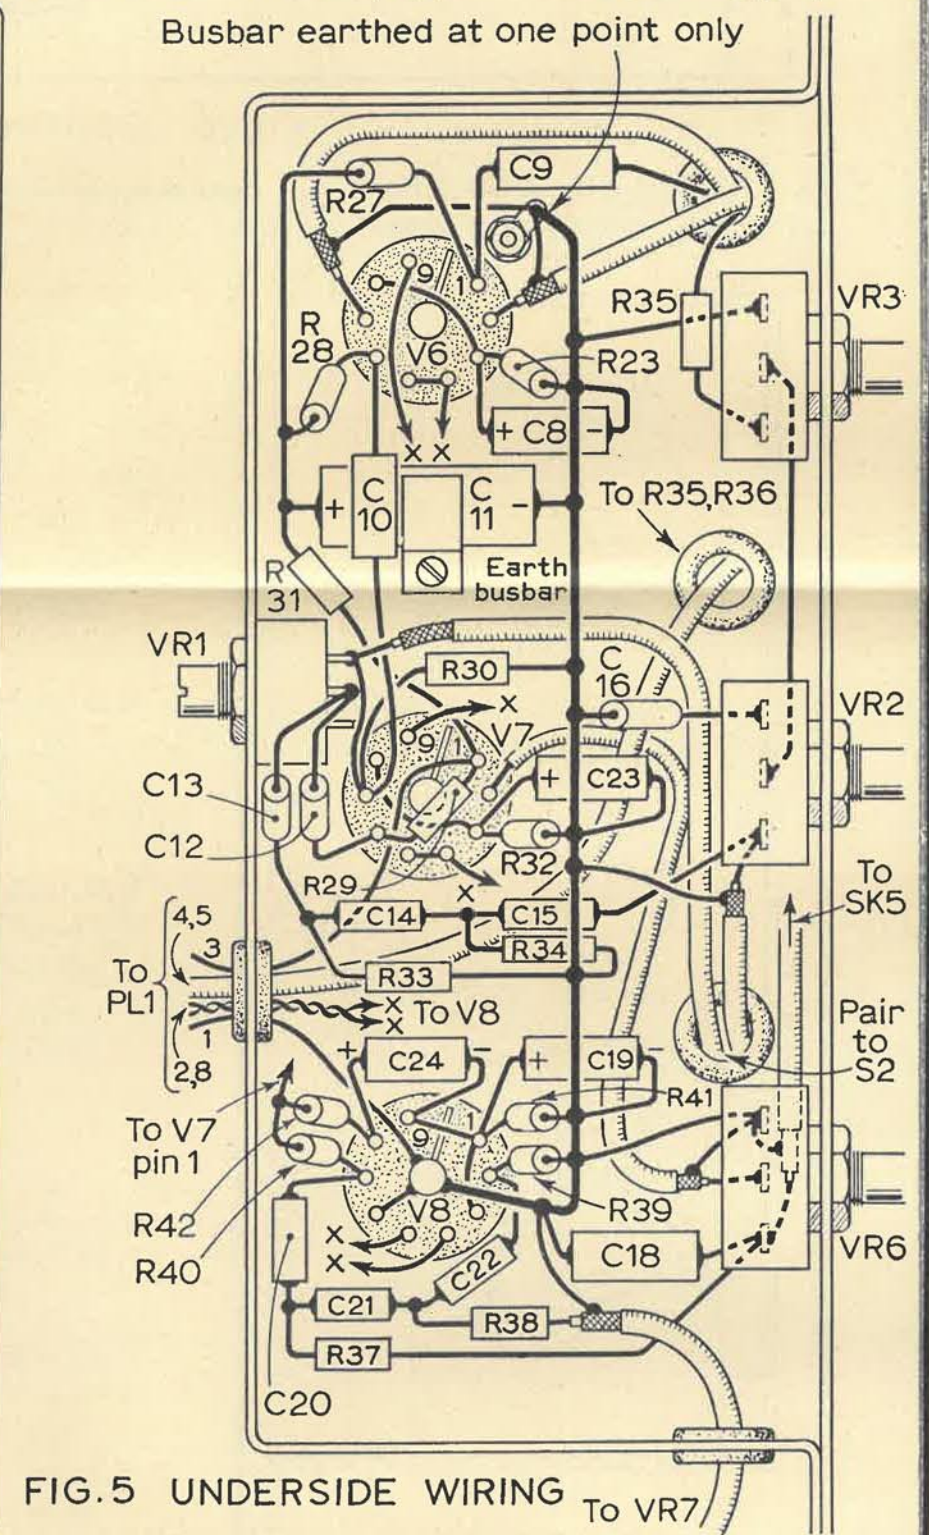 Busbar earthed at one point only
C9
R27
9
1
R35
VR3
R
28
V6
R23
+ C8 -
X X
To R35,R36
+
C
10
C
11
-
Earth
busbar
R
31
VR1
R30
C
16
X
VR2
9
1
V7
C13
+ C23
C12
R32
To
SK5
R29
X
4,5
C14
C15
3
R34
To
PL1
R33
X
X
To V8
Pair
to
S2
1
2,8
+ C24 -
+ C19 -
R41
To V7
pin 1
9
1
R42
V8
R39
X
X
R40
C18
VR6
C22
C21
R38
R37
C20
FIG.5 UNDERSIDE WIRING
To VR7